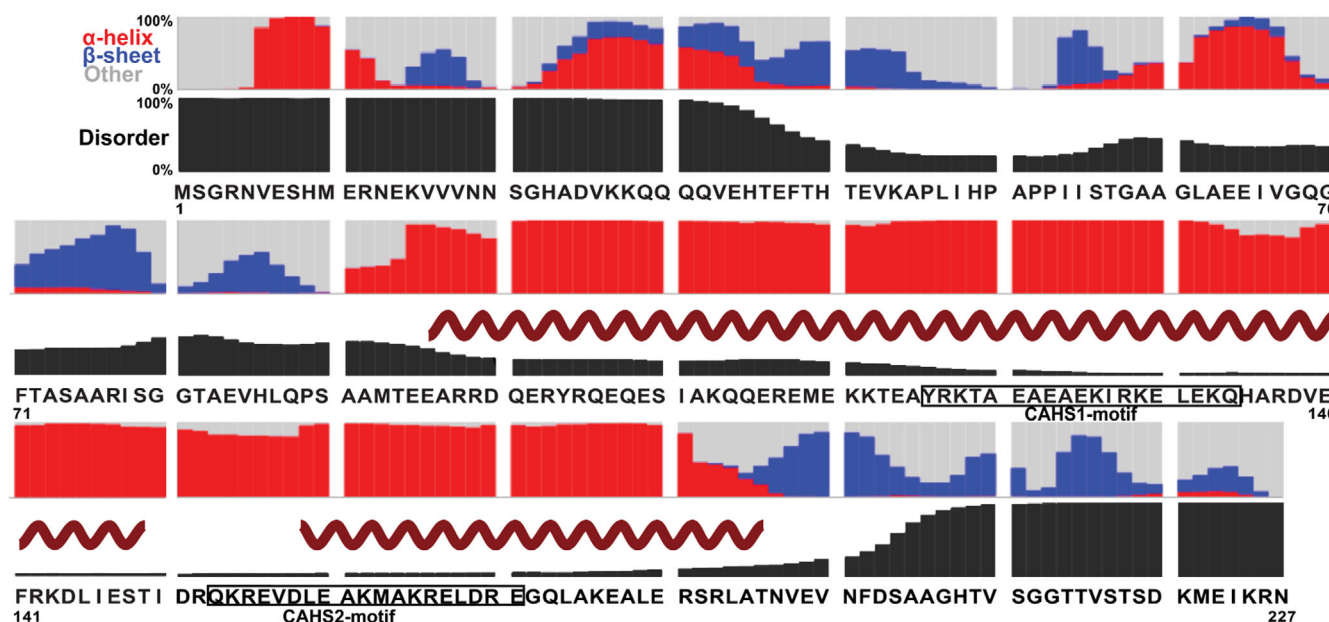 100%
α-helix
β-sheet
Other
0%
100%
Disorder
0%
MSGRNVESHM ERNEKVVVNN SGHADVKKQQ QQVEHTEFTH TEVKAPLIHP APPIISTGAA GLAEEIVGQG
1 70
FTASAARISG GTAEVHLQPS AAMTEEARRD QERYRQEQES IAKQQEREME KKTEAYRKTA EAEAEKIRKE LEKQHARDVE
71 CAHS1-motif 140
FRKDLIESTI DRQKREVDLE AKMAKRELDR EGQLAKEALE RSRLATNVEV NFDSAAGHTV SGGTTVSTSD KMEIKRN
141 CAHS2-motif 227